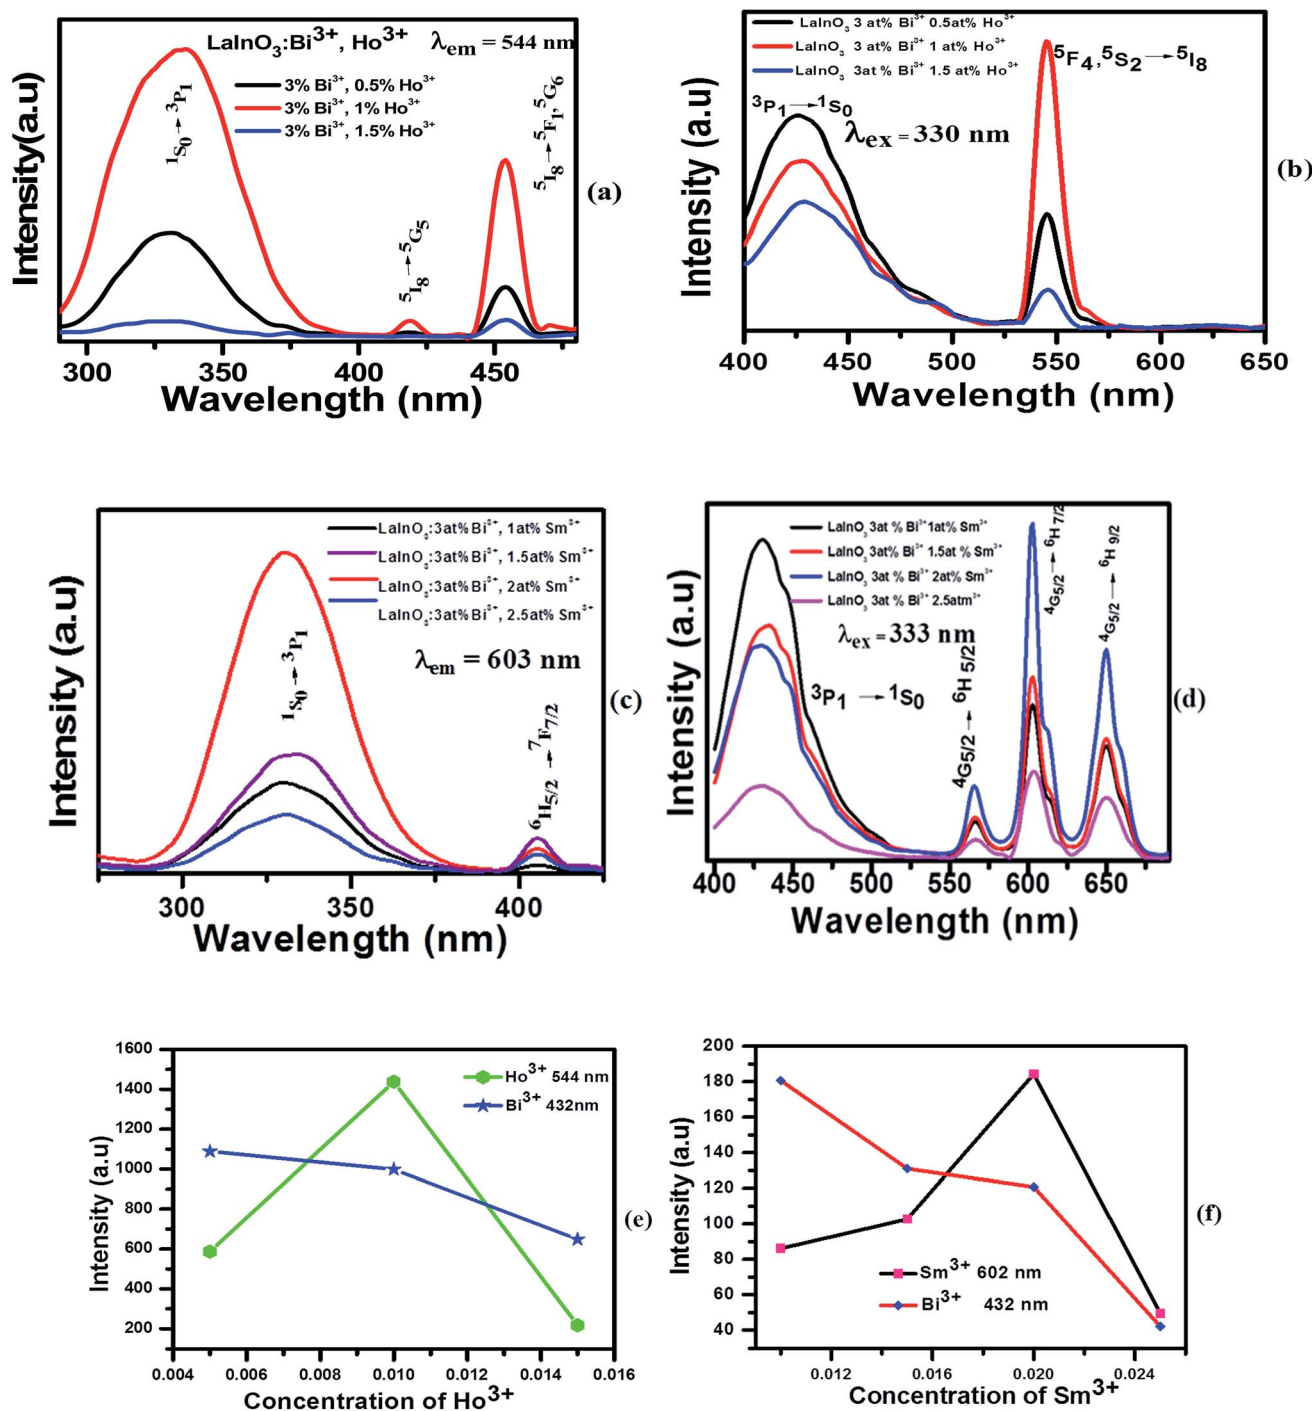 LaInO₃:Bi³⁺, Ho³⁺ λem = 544 nm
3% Bi³⁺, 0.5% Ho³⁺
3% Bi³⁺, 1% Ho³⁺
3% Bi³⁺, 1.5% Ho³⁺
¹S₀→³P₁
⁵I₈→⁵G₅
⁵I₈→⁵F₁,⁵G₆
Intensity(a.u)
300 350 400 450
Wavelength (nm)
(a)
LaInO₃ 3 at% Bi³⁺ 0.5at% Ho³⁺
LaInO₃ 3 at% Bi³⁺ 1 at% Ho³⁺
LaInO₃ 3at% Bi³⁺ 1.5 at% Ho³⁺
⁵F₄,⁵S₂→⁵I₈
³P₁→¹S₀
λex = 330 nm
Intensity (a.u)
400 450 500 550 600 650
Wavelength (nm)
(b)
LaInO₃:3at% Bi³⁺, 1at% Sm³⁺
LaInO₃:3at% Bi³⁺, 1.5at% Sm³⁺
LaInO₃:3at% Bi³⁺, 2at% Sm³⁺
LaInO₃:3at% Bi³⁺, 2.5at% Sm³⁺
λem = 603 nm
¹S₀→³P₁
⁶H₅/₂→⁷F₇/₂
Intensity (a.u)
300 350 400
Wavelength (nm)
(c)
LaInO₃ 3at % Bi³⁺ 1at% Sm³⁺
LaInO₃ 3at% Bi³⁺ 1.5at % Sm³⁺
LaInO₃ 3at % Bi³⁺ 2at% Sm³⁺
LaInO₃ 3at % Bi³⁺ 2.5atm³⁺
λex = 333 nm
³P₁ → ¹S₀
⁴G5/2 → ⁶H 5/2
⁴G5/2 → ⁶H 7/2
⁴G5/2 → ⁶H 9/2
Intensity (a.u)
400 450 500 550 600 650
Wavelength (nm)
(d)
1600
1400
1200
1000
800
600
400
200
Ho³⁺ 544 nm
Bi³⁺ 432nm
Intensity (a.u)
0.004 0.006 0.008 0.010 0.012 0.014 0.016
Concentration of Ho³⁺
(e)
200
180
160
140
120
100
80
60
40
Sm³⁺ 602 nm
Bi³⁺ 432 nm
Intensity (a.u)
0.012 0.016 0.020 0.024
Concentration of Sm³⁺
(f)